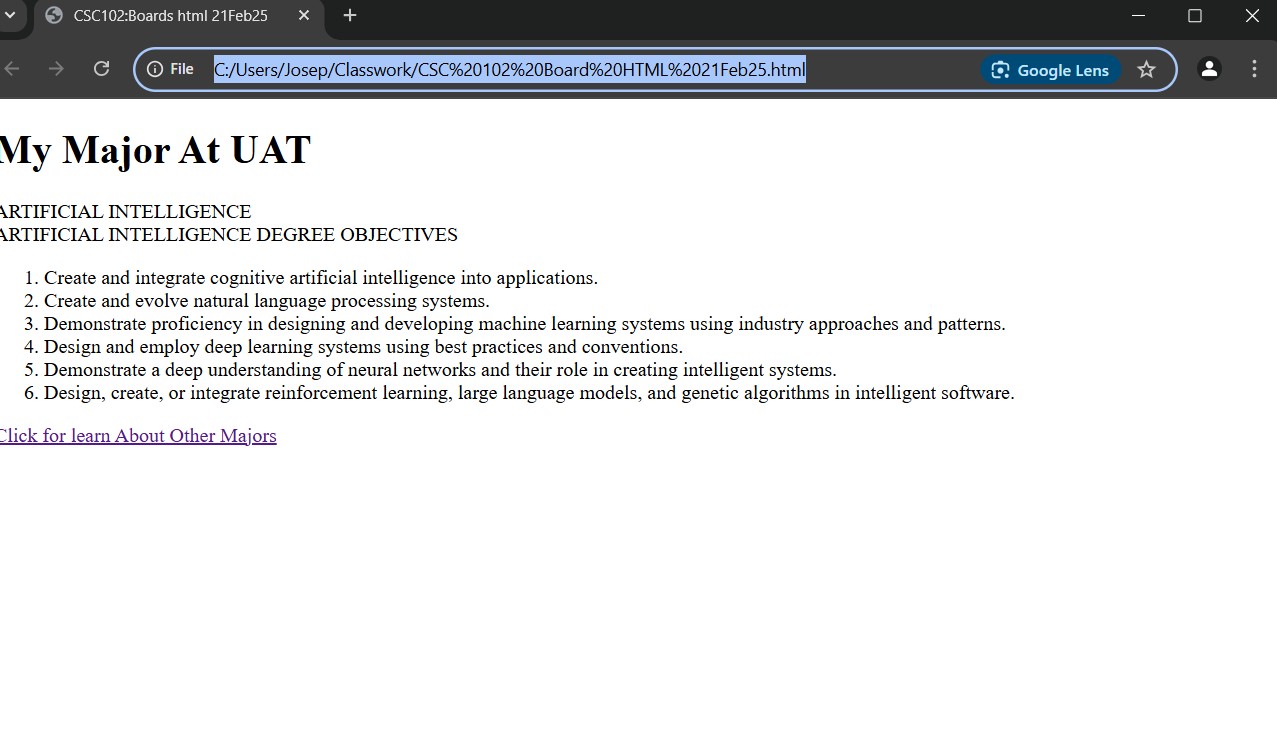 CSC102:Boards html 21Feb25
File
C:/Users/Josep/Classwork/CSC%20102%20Board%20HTML%2021Feb25.html
Google Lens
My Major At UAT
ARTIFICIAL INTELLIGENCE
ARTIFICIAL INTELLIGENCE DEGREE OBJECTIVES
1. Create and integrate cognitive artificial intelligence into applications.
2. Create and evolve natural language processing systems.
3. Demonstrate proficiency in designing and developing machine learning systems using industry approaches and patterns.
4. Design and employ deep learning systems using best practices and conventions.
5. Demonstrate a deep understanding of neural networks and their role in creating intelligent systems.
6. Design, create, or integrate reinforcement learning, large language models, and genetic algorithms in intelligent software.
Click for learn About Other Majors